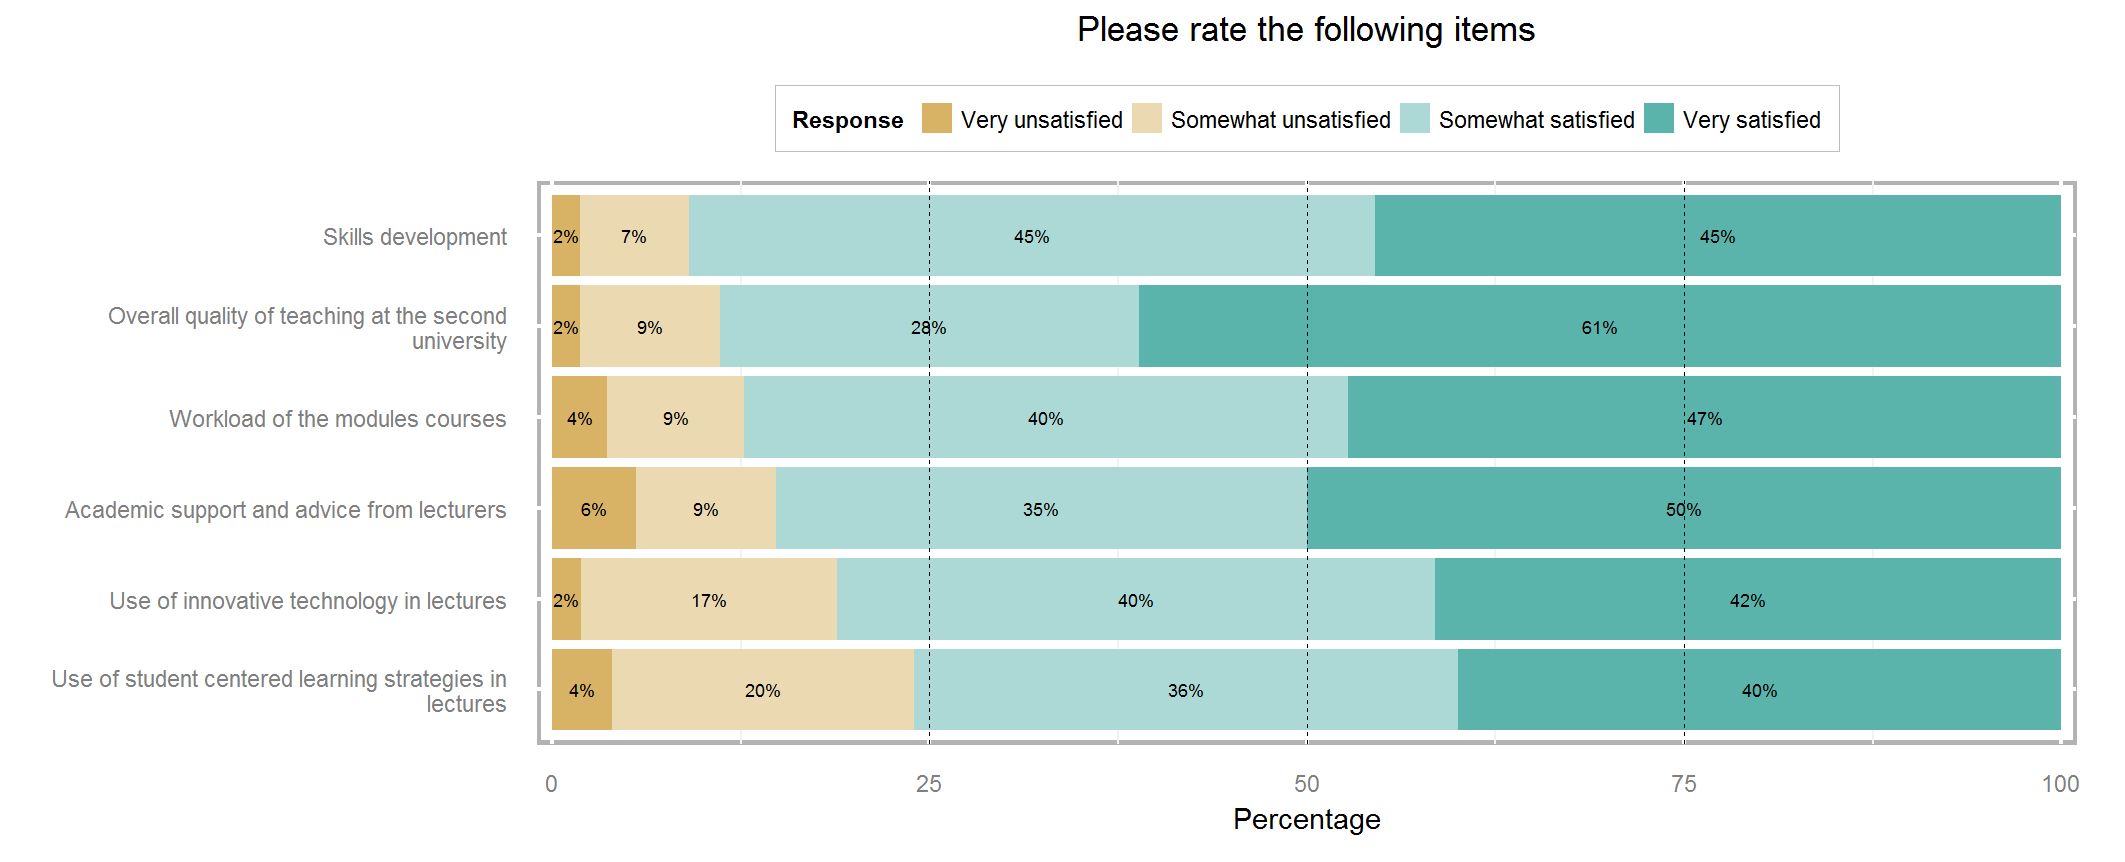 Please rate the following items
Response Very unsatisfied Somewhat unsatisfied Somewhat satisfied Very satisfied
Skills development 2% 7% 45% 45%
Overall quality of teaching at the second
university 2% 9% 28% 61%
Workload of the modules courses 4% 9% 40% 47%
Academic support and advice from lecturers 6% 9% 35% 50%
Use of innovative technology in lectures 2% 17% 40% 42%
Use of student centered learning strategies in
lectures 4% 20% 36% 40%
0 25 50 75 100
Percentage